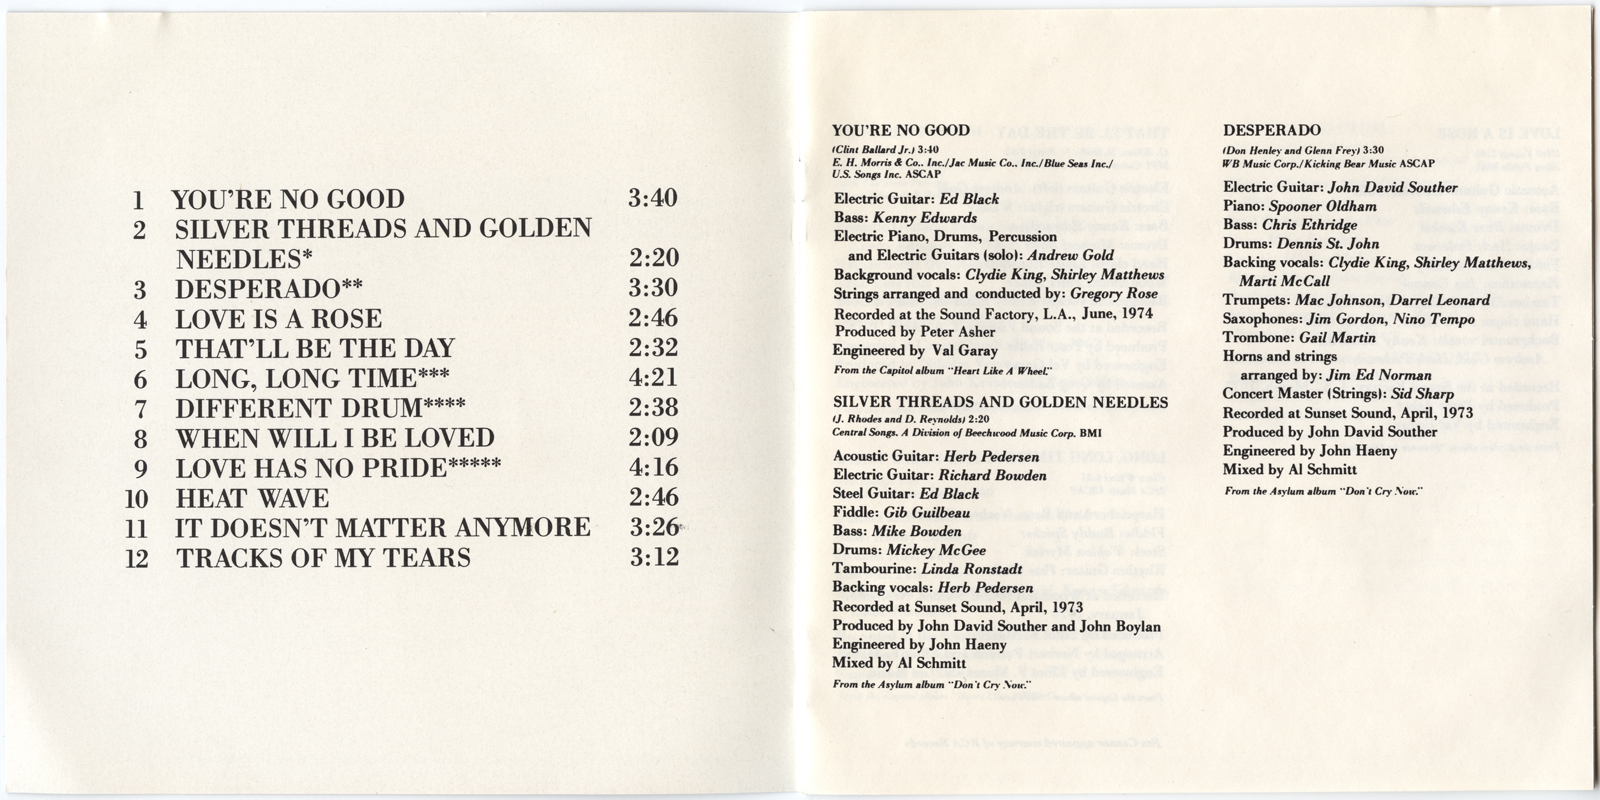 1 YOU'RE NO GOOD 3:40
2 SILVER THREADS AND GOLDEN
NEEDLES* 2:20
3 DESPERADO** 3:30
4 LOVE IS A ROSE 2:46
5 THAT'LL BE THE DAY 2:32
6 LONG, LONG TIME*** 4:21
7 DIFFERENT DRUM**** 2:38
8 WHEN WILL I BE LOVED 2:09
9 LOVE HAS NO PRIDE***** 4:16
10 HEAT WAVE 2:46
11 IT DOESN'T MATTER ANYMORE 3:26
12 TRACKS OF MY TEARS 3:12
YOU'RE NO GOOD
(Clint Ballard Jr.) 3:40
E. H. Morris & Co.. Inc./Jac Music Co.. Inc./Blue Seas Inc./
U.S. Songs Inc. ASCAP
Electric Guitar: Ed Black
Bass: Kenny Edwards
Electric Piano, Drums, Percussion
and Electric Guitars (solo): Andrew Gold
Background vocals: Clydie King, Shirley Matthews
Strings arranged and conducted by: Gregory Rose
Recorded at the Sound Factory, L.A., June, 1974
Produced by Peter Asher
Engineered by Val Garay
From the Capitol album "Heart Like A Wheel."
SILVER THREADS AND GOLDEN NEEDLES
(J. Rhodes and D. Reynolds) 2:20
Central Songs. A Division of Beechwood Music Corp. BMI
Acoustic Guitar: Herb Pedersen
Electric Guitar: Richard Bowden
Steel Guitar: Ed Black
Fiddle: Gib Guilbeau
Bass: Mike Bowden
Drums: Mickey McGee
Tambourine: Linda Ronstadt
Backing vocals: Herb Pedersen
Recorded at Sunset Sound, April, 1973
Produced by John David Souther and John Boylan
Engineered by John Haeny
Mixed by Al Schmitt
From the Asylum album "Don't Cry Now."
DESPERADO
(Don Henley and Glenn Frey) 3:30
WB Music Corp./Kicking Bear Music ASCAP
Electric Guitar: John David Souther
Piano: Spooner Oldham
Bass: Chris Ethridge
Drums: Dennis St. John
Backing vocals: Clydie King, Shirley Matthews,
Marti McCall
Trumpets: Mac Johnson, Darrel Leonard
Saxophones: Jim Gordon, Nino Tempo
Trombone: Gail Martin
Horns and strings
arranged by: Jim Ed Norman
Concert Master (Strings): Sid Sharp
Recorded at Sunset Sound, April, 1973
Produced by John David Souther
Engineered by John Haeny
Mixed by Al Schmitt
From the Asylum album "Don't Cry Now."